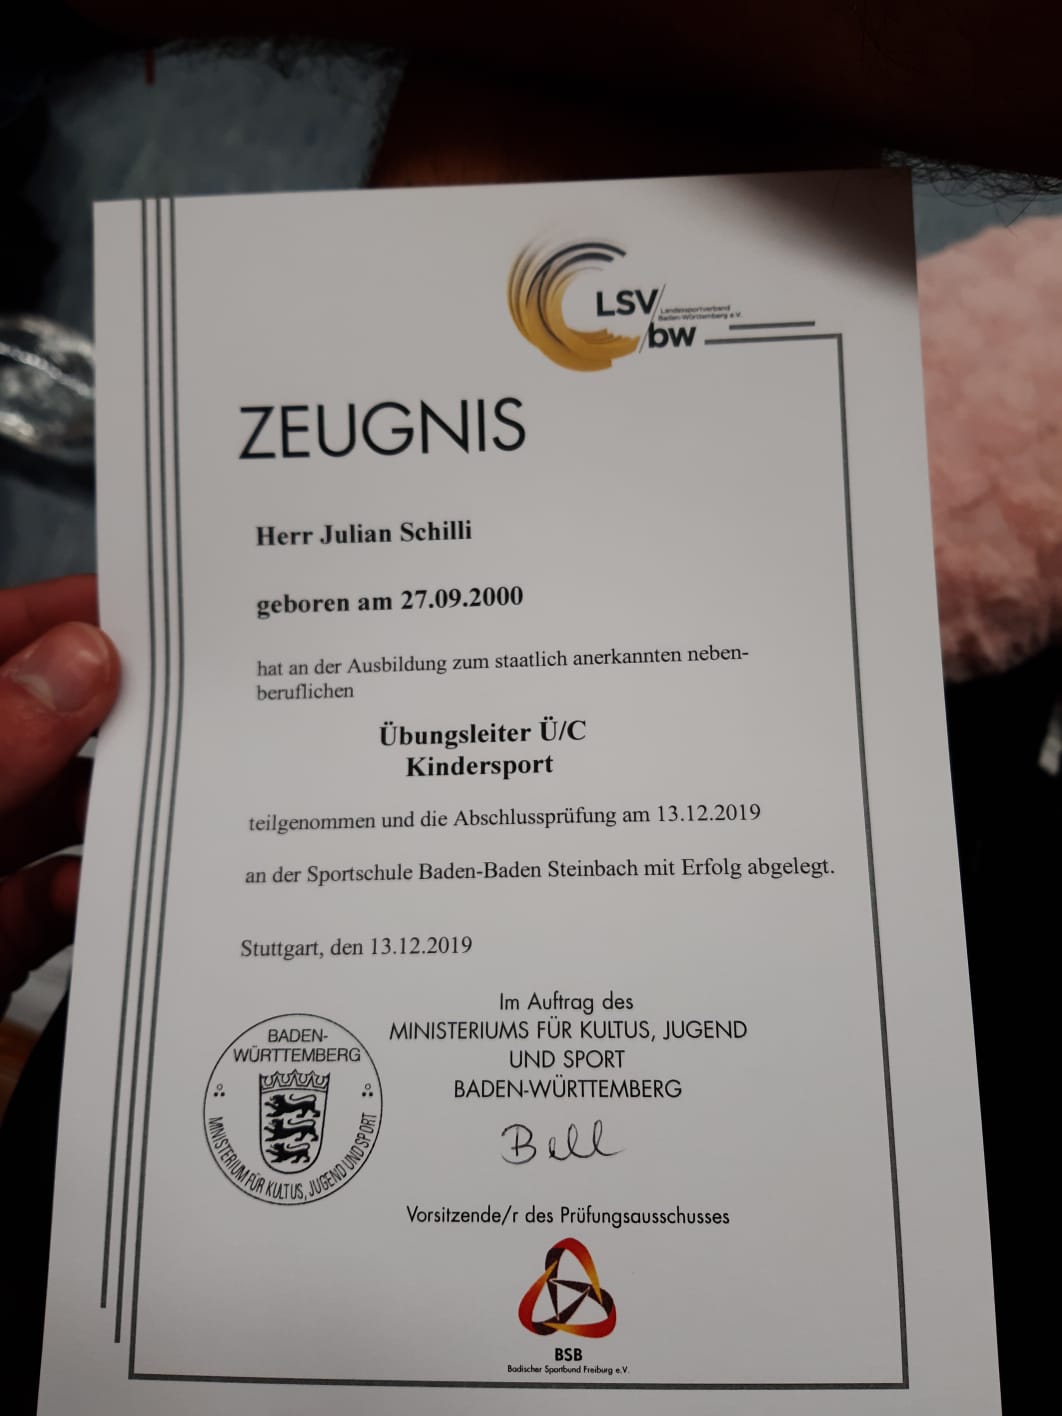 LSV
Landessportverband
Baden-Württemberg e.V.
bw
ZEUGNIS
Herr Julian Schilli
geboren am 27.09.2000
hat an der Ausbildung zum staatlich anerkannten neben-
beruflichen
Übungsleiter Ü/C
Kindersport
teilgenommen und die Abschlussprüfung am 13.12.2019
an der Sportschule Baden-Baden Steinbach mit Erfolg abgelegt.
Stuttgart, den 13.12.2019
Im Auftrag des
MINISTERIUMS FÜR KULTUS, JUGEND
UND SPORT
BADEN-WÜRTTEMBERG
BADEN-
WÜRTTEMBERG
MINISTERIUM FÜR KULTUS, JUGEND UND SPORT
Bell
Vorsitzende/r des Prüfungsausschusses
BSB
Badischer Sportbund Freiburg e.V.